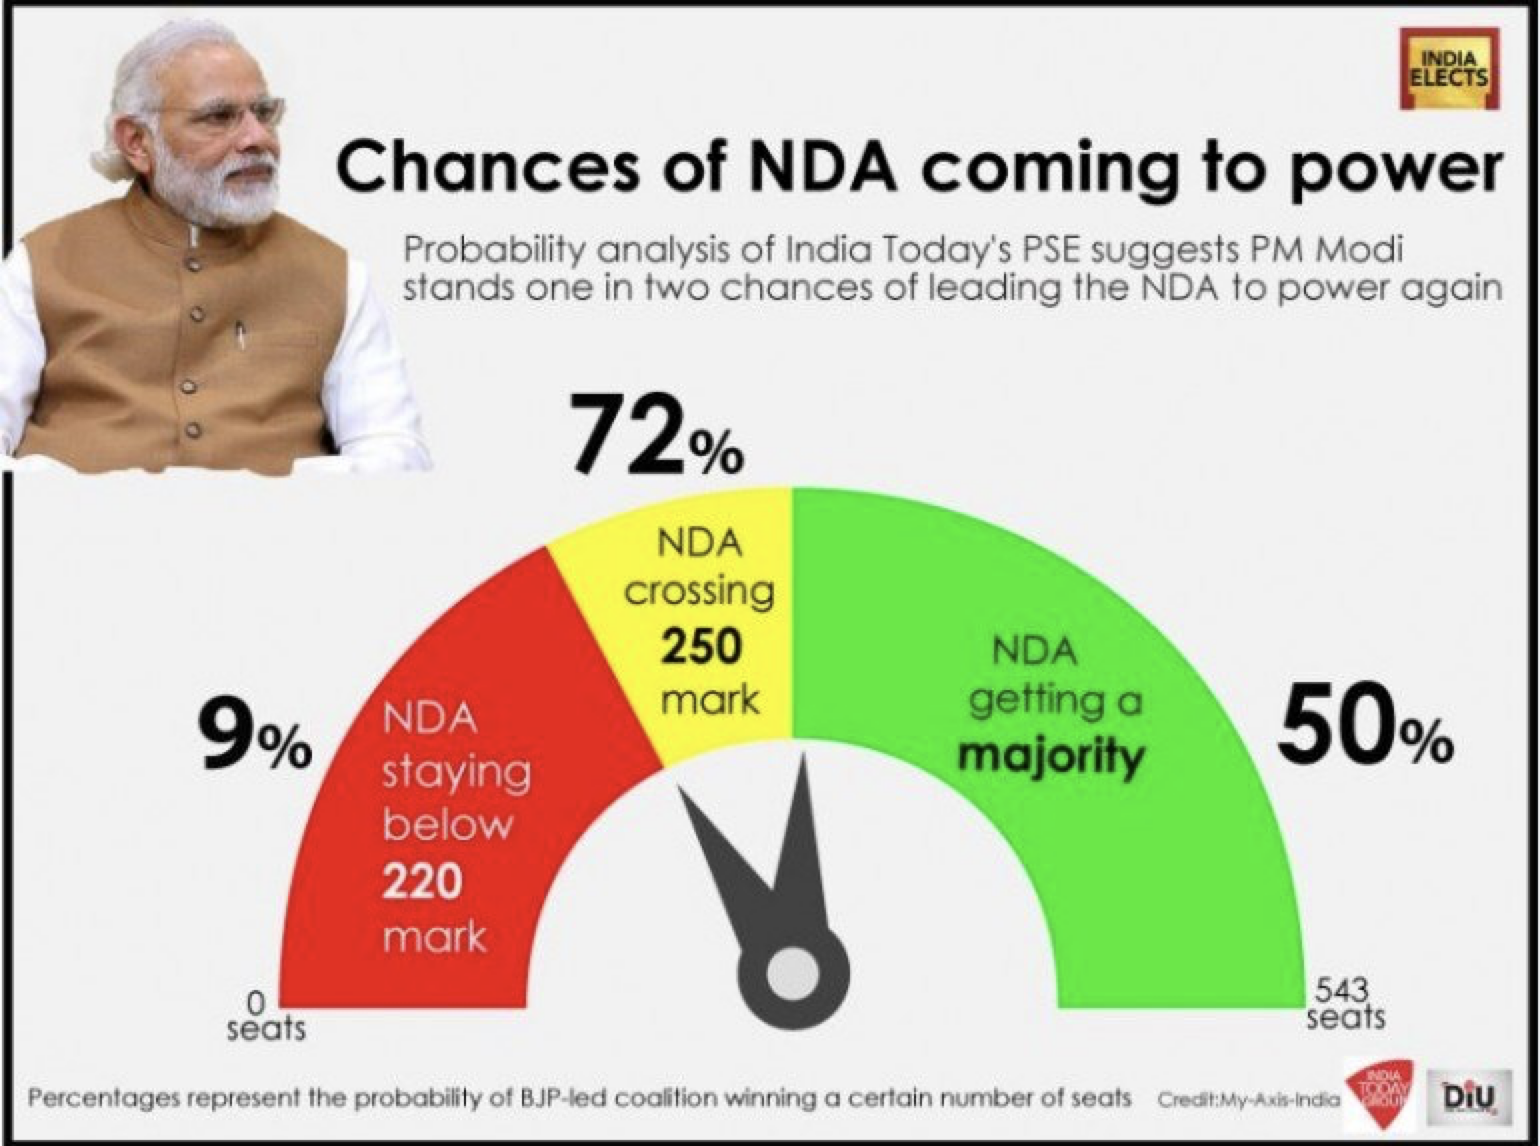 INDIA
ELECTS
Chances of NDA coming to power
Probability analysis of India Today's PSE suggests PM Modi
stands one in two chances of leading the NDA to power again
72%
NDA
crossing
250
mark
NDA
getting a
majority
50%
9%
NDA
staying
below
220
mark
0
seats
543
seats
Percentages represent the probability of BJP-led coalition winning a certain number of seats
Credit:My-Axis-India
INDIA
TODAY
GROUP
DiU